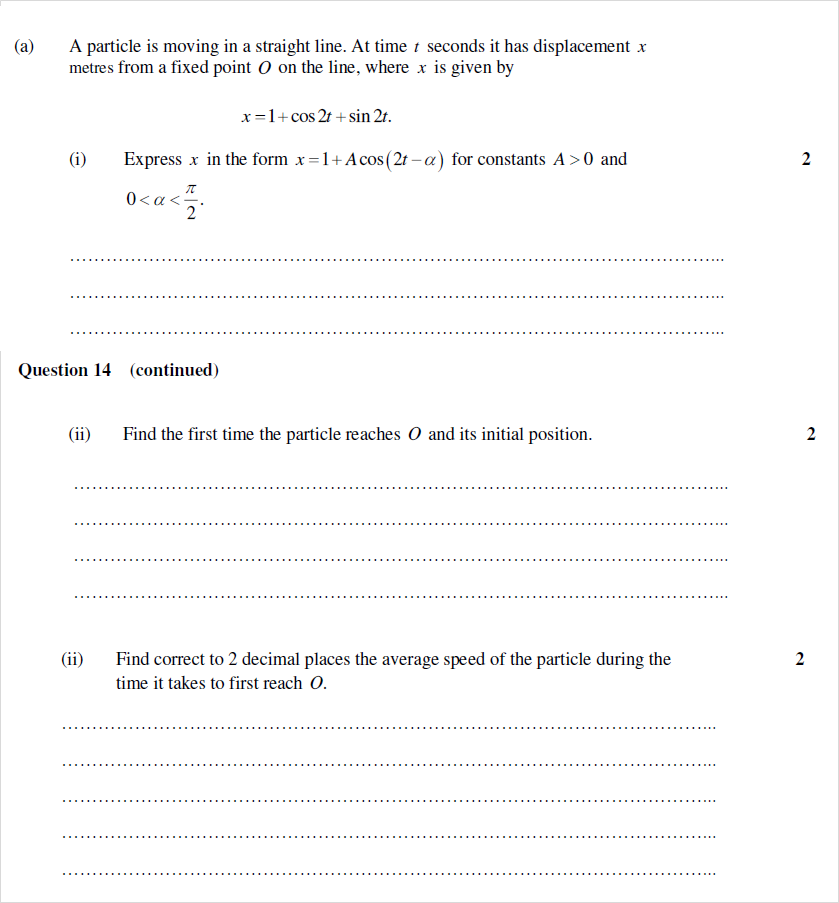 (a) A particle is moving in a straight line. At time t seconds it has displacement x
metres from a fixed point O on the line, where x is given by
x = 1 + cos 2t + sin 2t.
(i) Express x in the form x = 1 + A cos(2t − α) for constants A > 0 and 2
0 < α < π/2.
........................................................................................................
........................................................................................................
........................................................................................................
Question 14 (continued)
(ii) Find the first time the particle reaches O and its initial position. 2
........................................................................................................
........................................................................................................
........................................................................................................
........................................................................................................
(ii) Find correct to 2 decimal places the average speed of the particle during the 2
time it takes to first reach O.
........................................................................................................
........................................................................................................
........................................................................................................
........................................................................................................
........................................................................................................